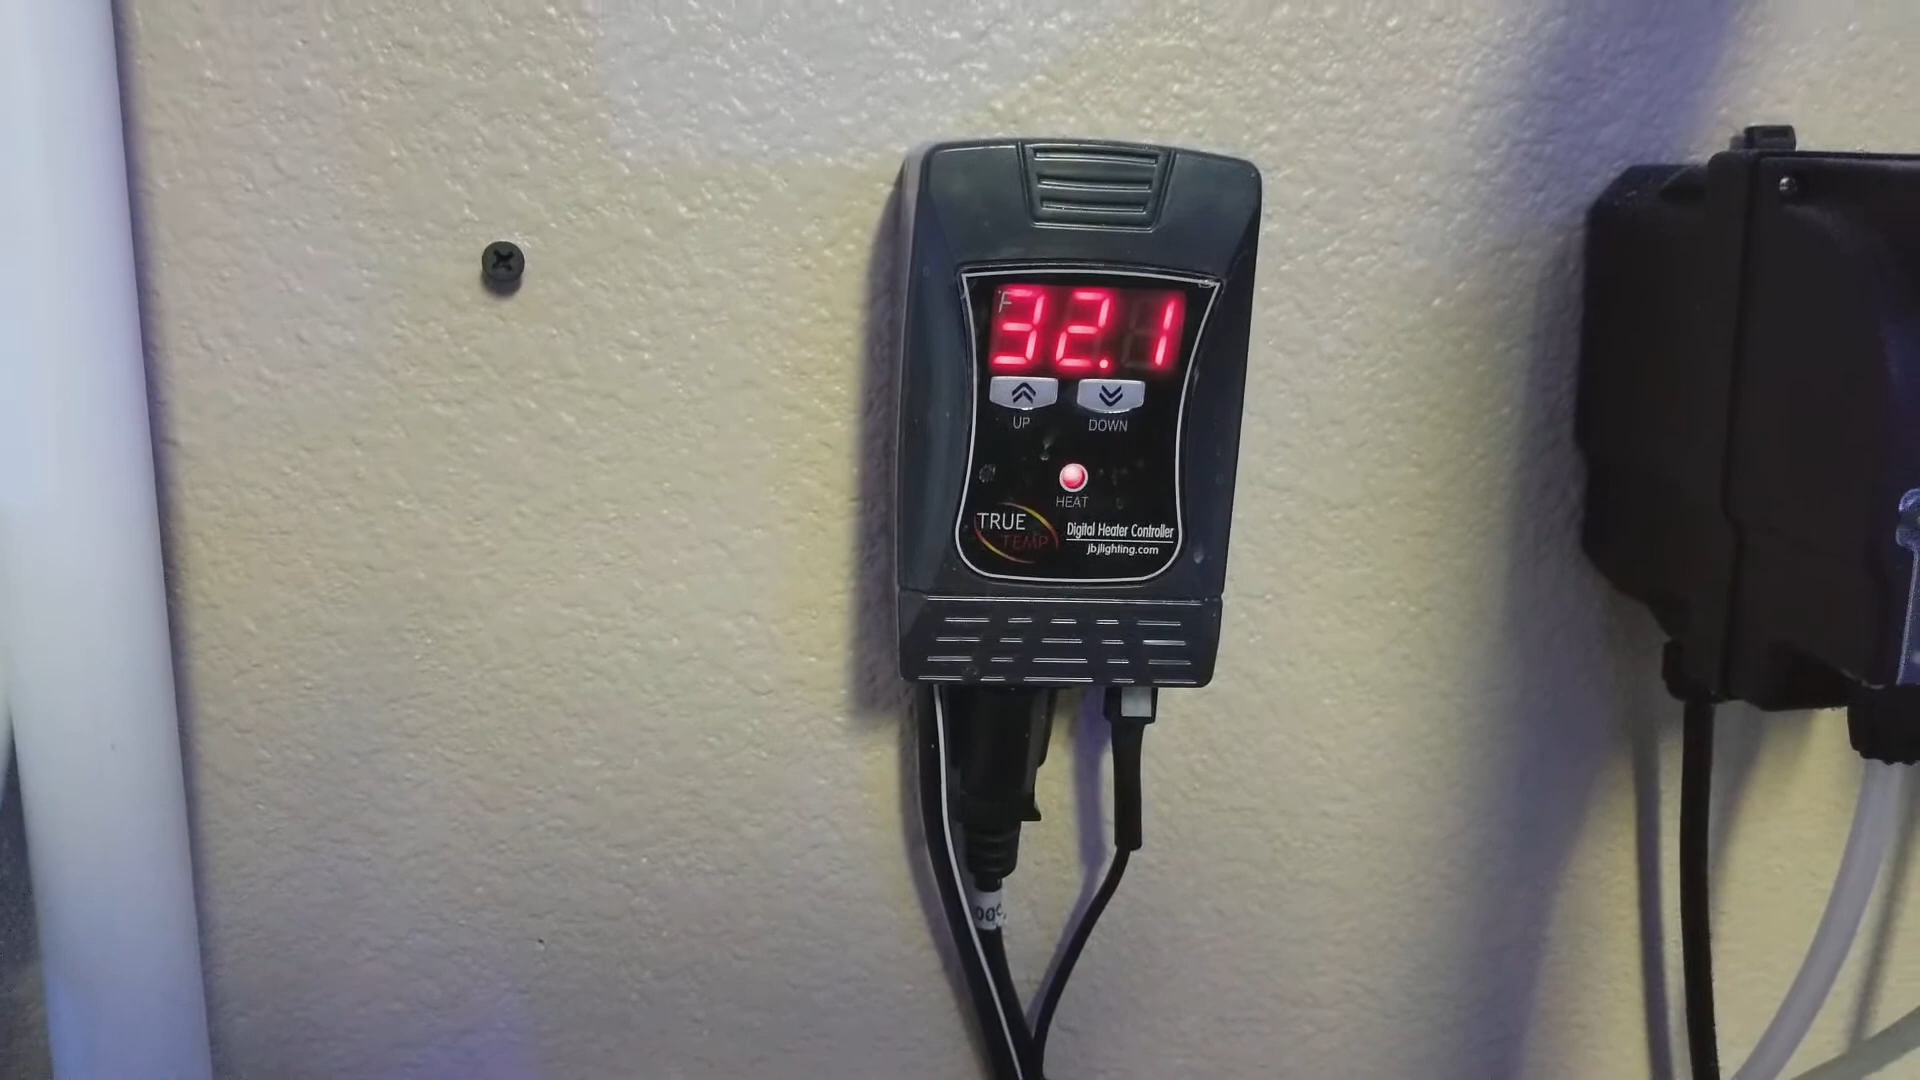 F
32.1
UP
DOWN
HEAT
TRUE
TEMP
Digital Heater Controller
jbjlighting.com